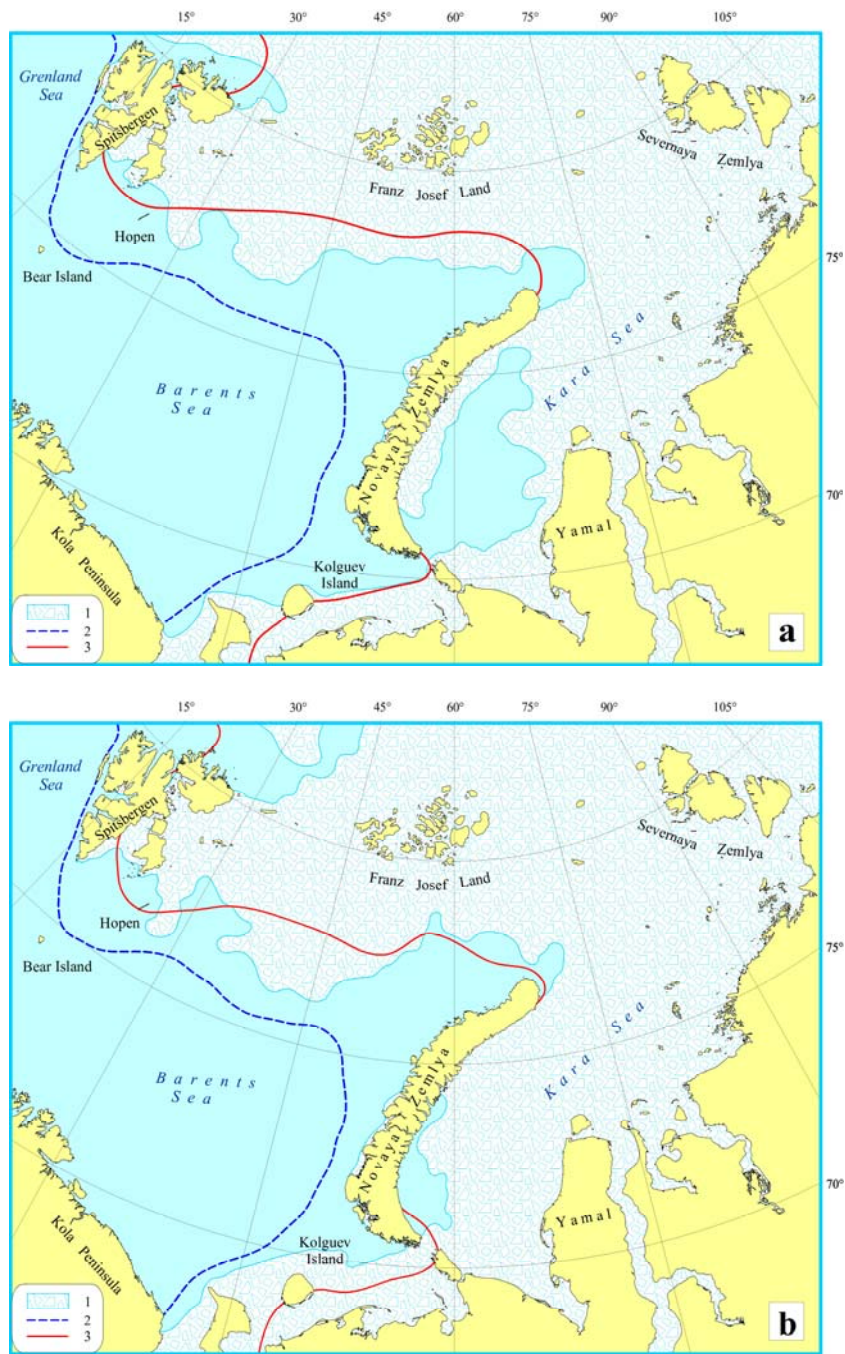 15° 30° 45° 60° 75° 90° 105°
Grenland
Sea
Spitsbergen
Severnaya Zemlya
Franz Josef Land
Hopen
75°
Bear Island
Kara Sea
Barents
Sea
Novaya Zemlya
70°
Kola Peninsula
Yamal
Kolguev
Island
1
2
3
a
15° 30° 45° 60° 75° 90° 105°
Grenland
Sea
Spitsbergen
Severnaya Zemlya
Franz Josef Land
Hopen
75°
Bear Island
Kara Sea
Barents
Sea
Novaya Zemlya
70°
Kola Peninsula
Yamal
Kolguev
Island
1
2
3
b